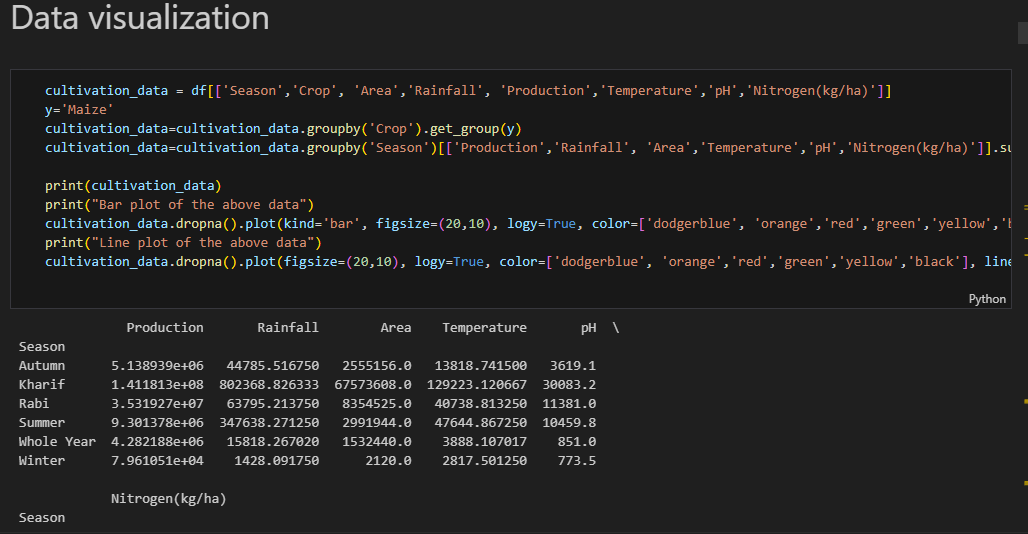 Data visualization
cultivation_data = df[['Season','Crop', 'Area','Rainfall', 'Production','Temperature','pH','Nitrogen(kg/ha)']]
y='Maize'
cultivation_data=cultivation_data.groupby('Crop').get_group(y)
cultivation_data=cultivation_data.groupby('Season')[['Production','Rainfall', 'Area','Temperature','pH','Nitrogen(kg/ha)']].su
print(cultivation_data)
print("Bar plot of the above data")
cultivation_data.dropna().plot(kind='bar', figsize=(20,10), logy=True, color=['dodgerblue', 'orange','red','green','yellow','b
print("Line plot of the above data")
cultivation_data.dropna().plot(figsize=(20,10), logy=True, color=['dodgerblue', 'orange','red','green','yellow','black'], line
Python
Production Rainfall Area Temperature pH \
Season
Autumn 5.138939e+06 44785.516750 2555156.0 13818.741500 3619.1
Kharif 1.411813e+08 802368.826333 67573608.0 129223.120667 30083.2
Rabi 3.531927e+07 63795.213750 8354525.0 40738.813250 11381.0
Summer 9.301378e+06 347638.271250 2991944.0 47644.867250 10459.8
Whole Year 4.282188e+06 15818.267020 1532440.0 3888.107017 851.0
Winter 7.961051e+04 1428.091750 2120.0 2817.501250 773.5
Nitrogen(kg/ha)
Season